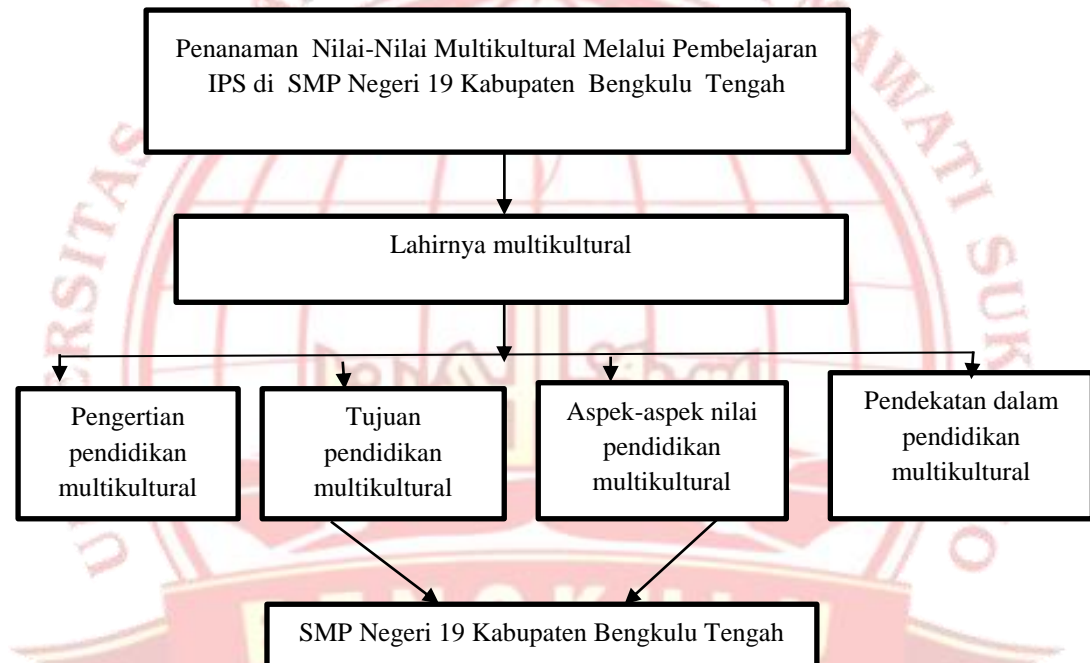 Penanaman Nilai-Nilai Multikultural Melalui Pembelajaran
IPS di SMP Negeri 19 Kabupaten Bengkulu Tengah
Lahirnya multikultural
Pengertian
pendidikan
multikultural
Tujuan
pendidikan
multikultural
Aspek-aspek nilai
pendidikan
multikultural
Pendekatan dalam
pendidikan
multikultural
SMP Negeri 19 Kabupaten Bengkulu Tengah